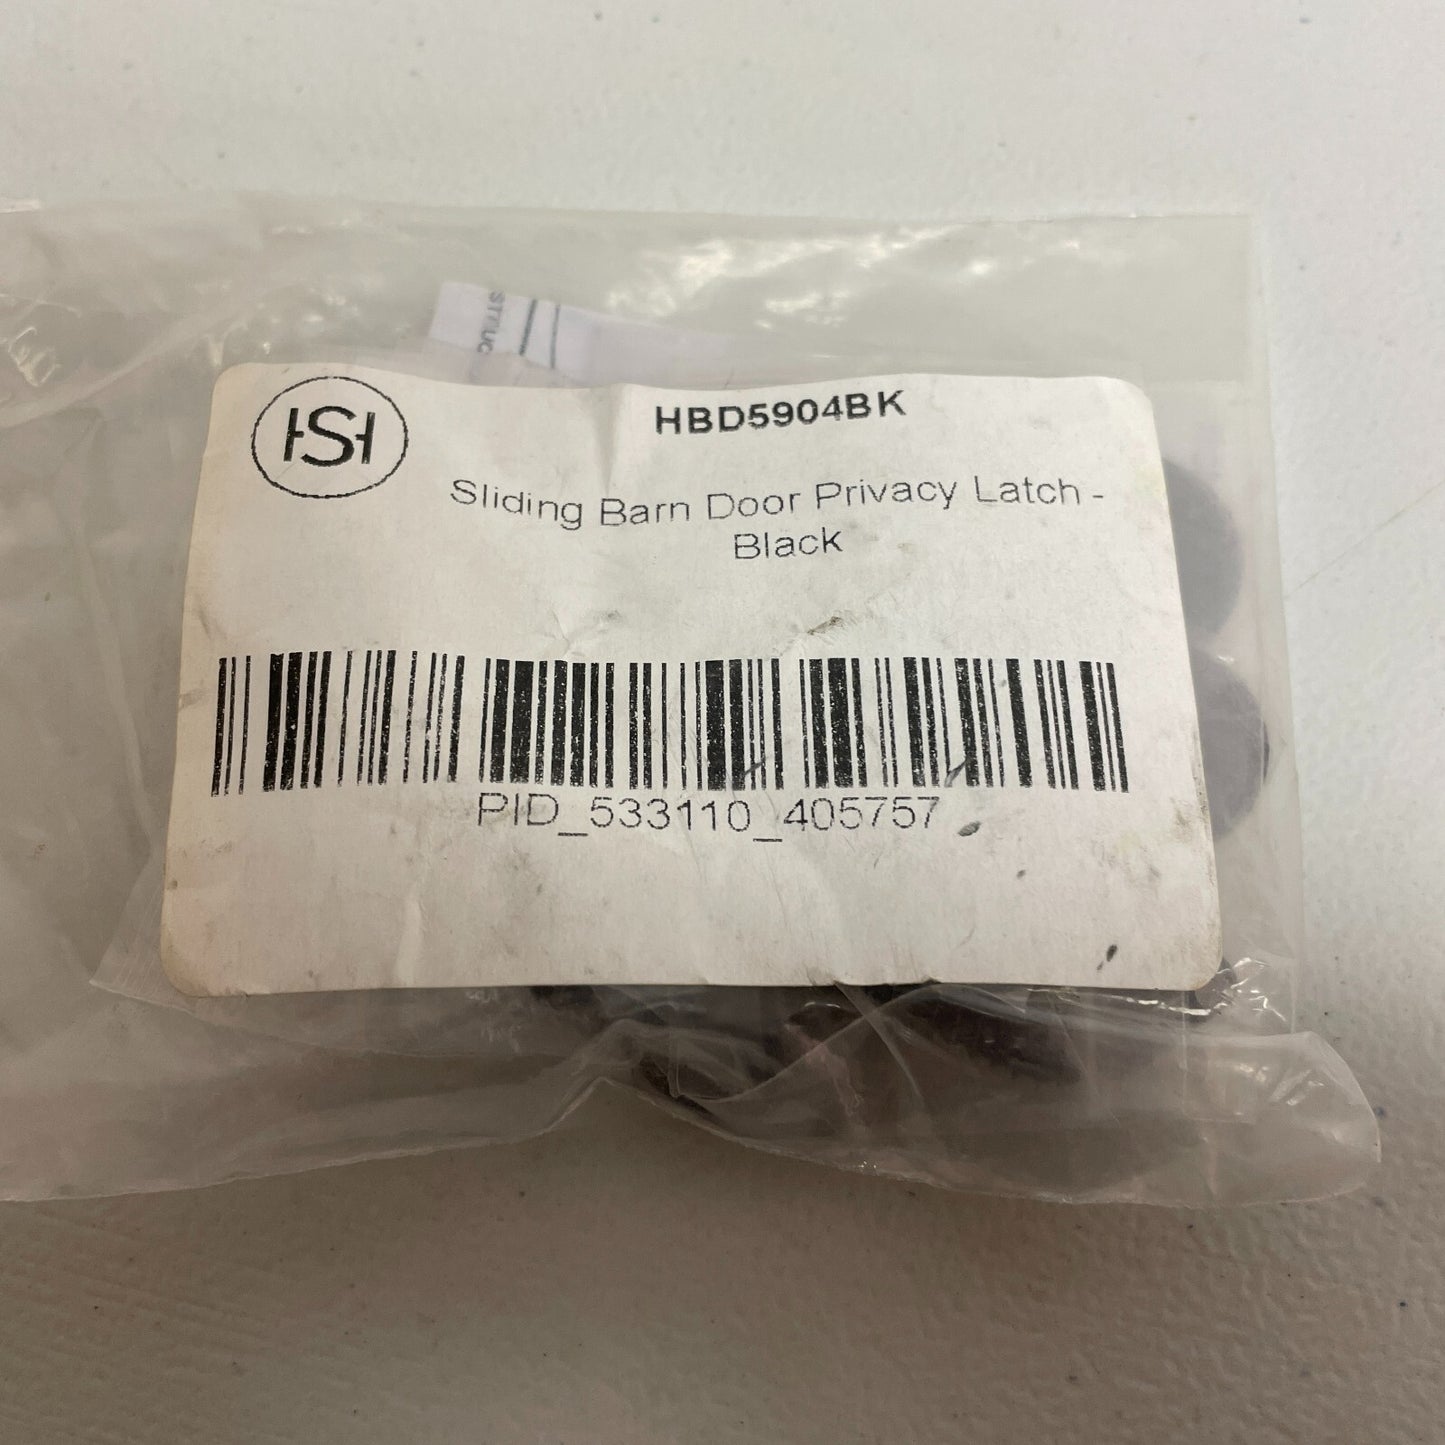 HSH
HBD5904BK
Sliding Barn Door Privacy Latch -
Black
PID_533110_405757